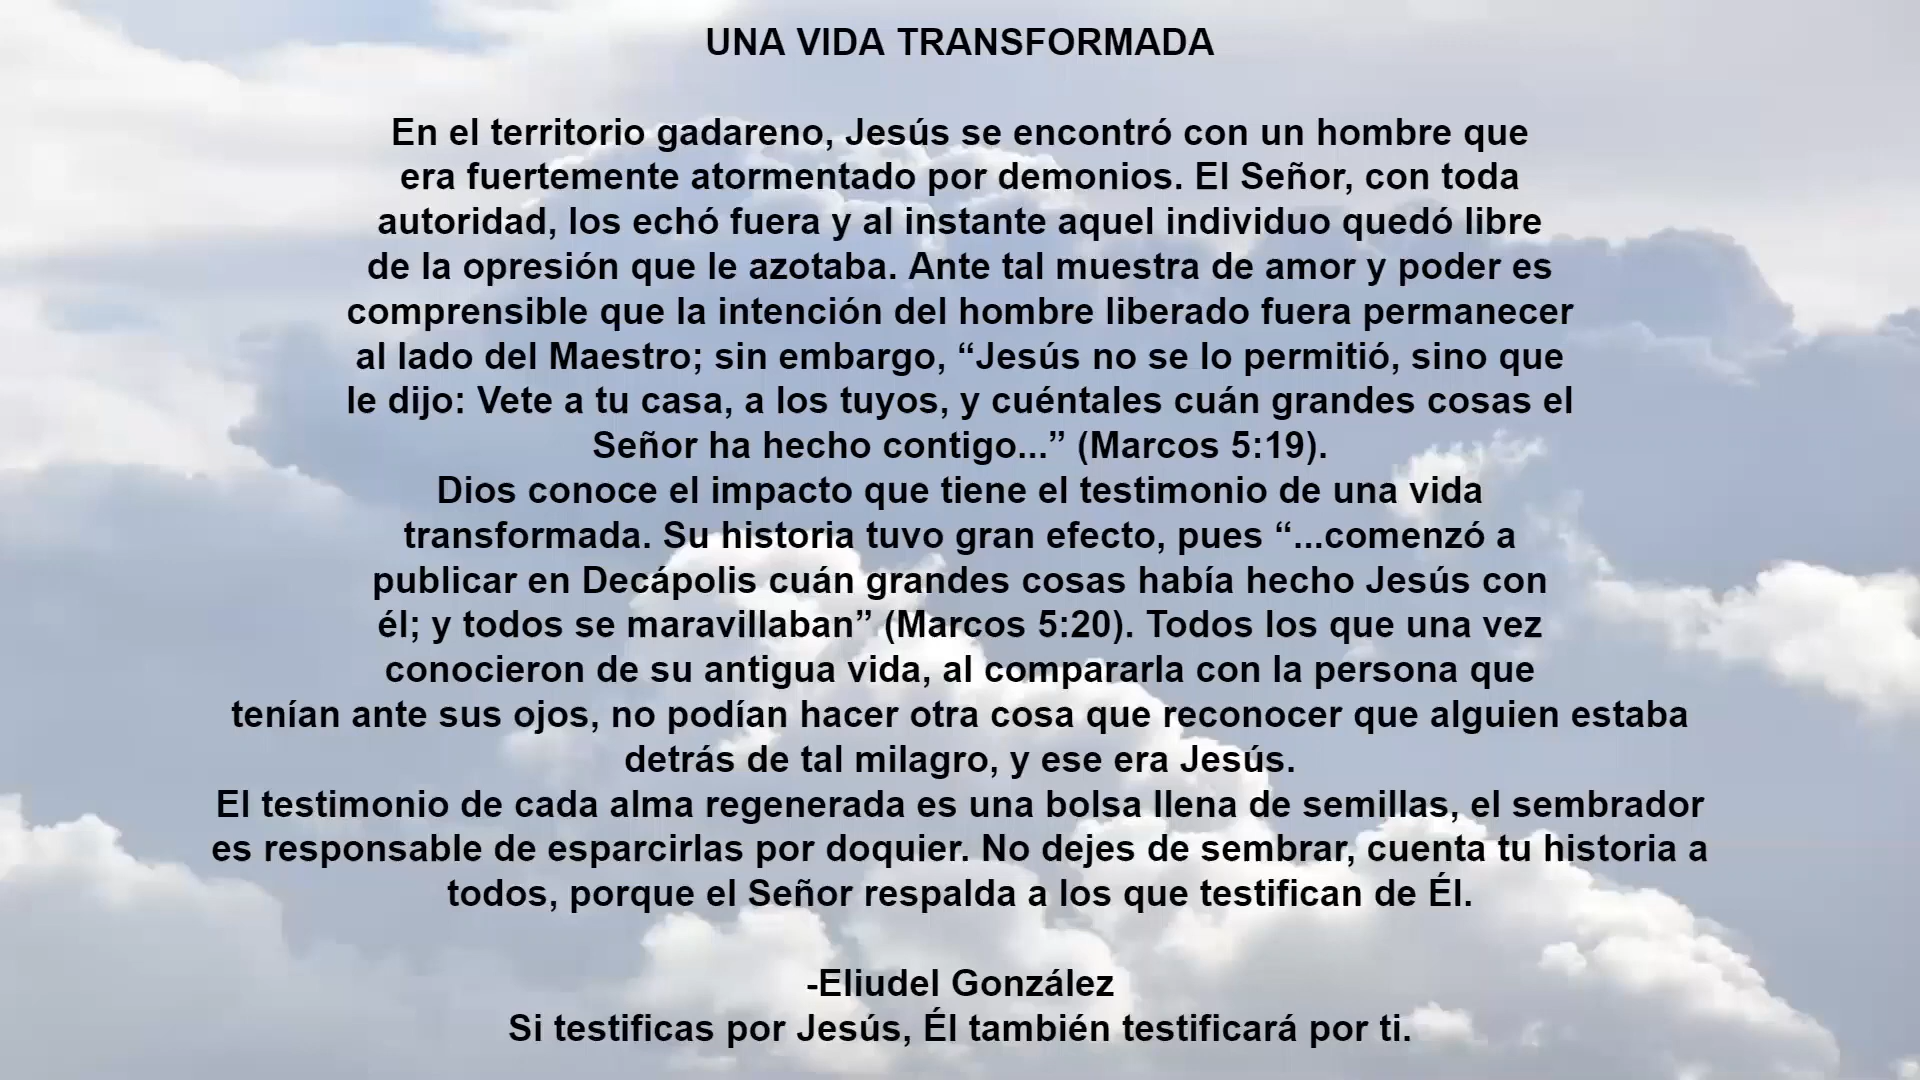 UNA VIDA TRANSFORMADA
En el territorio gadareno, Jesús se encontró con un hombre que
era fuertemente atormentado por demonios. El Señor, con toda
autoridad, los echó fuera y al instante aquel individuo quedó libre
de la opresión que le azotaba. Ante tal muestra de amor y poder es
comprensible que la intención del hombre liberado fuera permanecer
al lado del Maestro; sin embargo, “Jesús no se lo permitió, sino que
le dijo: Vete a tu casa, a los tuyos, y cuéntales cuán grandes cosas el
Señor ha hecho contigo...” (Marcos 5:19).
Dios conoce el impacto que tiene el testimonio de una vida
transformada. Su historia tuvo gran efecto, pues “...comenzó a
publicar en Decápolis cuán grandes cosas había hecho Jesús con
él; y todos se maravillaban” (Marcos 5:20). Todos los que una vez
conocieron de su antigua vida, al compararla con la persona que
tenían ante sus ojos, no podían hacer otra cosa que reconocer que alguien estaba
detrás de tal milagro, y ese era Jesús.
El testimonio de cada alma regenerada es una bolsa llena de semillas, el sembrador
es responsable de esparcirlas por doquier. No dejes de sembrar, cuenta tu historia a
todos, porque el Señor respalda a los que testifican de Él.
-Eliudel González
Si testificas por Jesús, Él también testificará por ti.